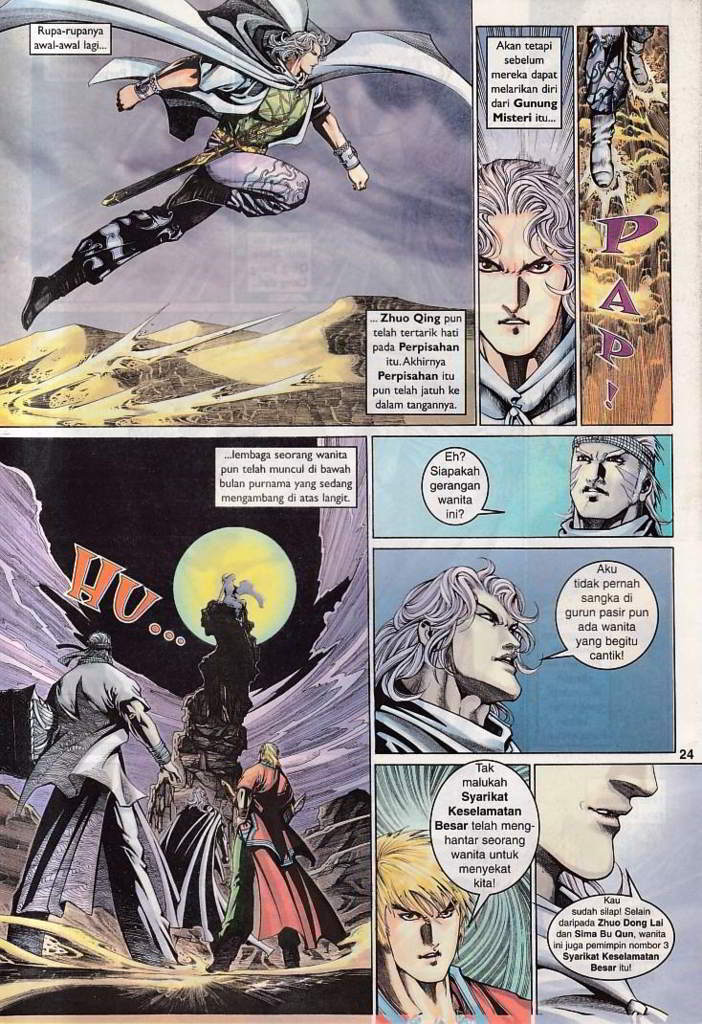 Rupa-rupanya
awal-awal lagi...
... Zhuo Qing pun
telah tertarik hati
pada Perpisahan
itu. Akhirnya
Perpisahan itu
pun telah jatuh ke
dalam tangannya.
Akan tetapi
sebelum
mereka dapat
melarikan diri
dari Gunung
Misteri itu...
PAP!
...lembaga seorang wanita
pun telah muncul di bawah
bulan purnama yang sedang
mengambang di atas langit.
HU...
Eh?
Siapakah
gerangan
wanita
ini?
Aku
tidak pernah
sangka di
gurun pasir pun
ada wanita
yang begitu
cantik!
24
Tak
malukah
Syarikat
Keselamatan
Besar telah meng-
hantar seorang
wanita untuk
menyekat
kita!
Kau
sudah silap! Selain
daripada Zhuo Dong Lai
dan Sima Bu Qun, wanita
ini juga pemimpin nombor 3
Syarikat Keselamatan
Besar itu!